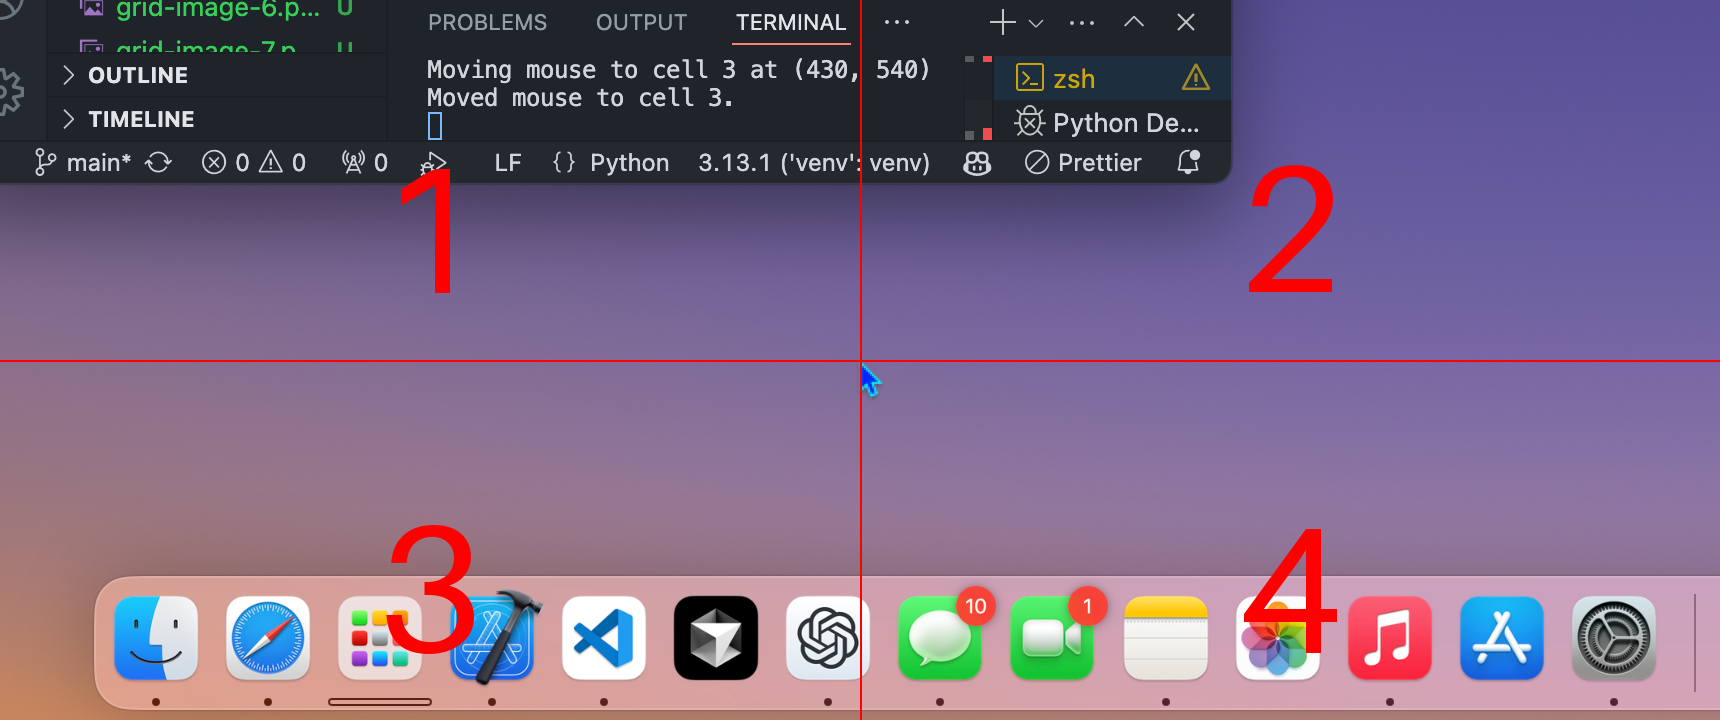 grid-image-6.p... U
PROBLEMS OUTPUT TERMINAL ...
grid-image-7.p U
OUTLINE
Moving mouse to cell 3 at (430, 540)
zsh
Moved mouse to cell 3.
TIMELINE
Python De...
main* 0 0 0 LF {} Python 3.13.1 ('venv': venv) Prettier
1
2
3
4
10
1